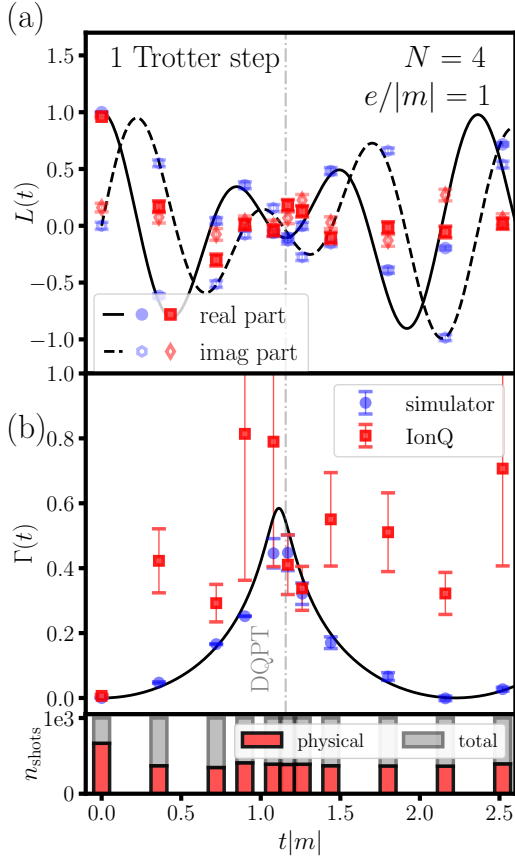 (a)
1 Trotter step
N = 4
e/|m| = 1
1.5
1.0
0.5
0.0
−0.5
−1.0
L(t)
real part
imag part
(b)
1.0
0.8
0.6
0.4
0.2
0.0
Γ(t)
simulator
IonQ
DQPT
1e3
0
n_shots
physical
total
0.0 0.5 1.0 1.5 2.0 2.5
t|m|